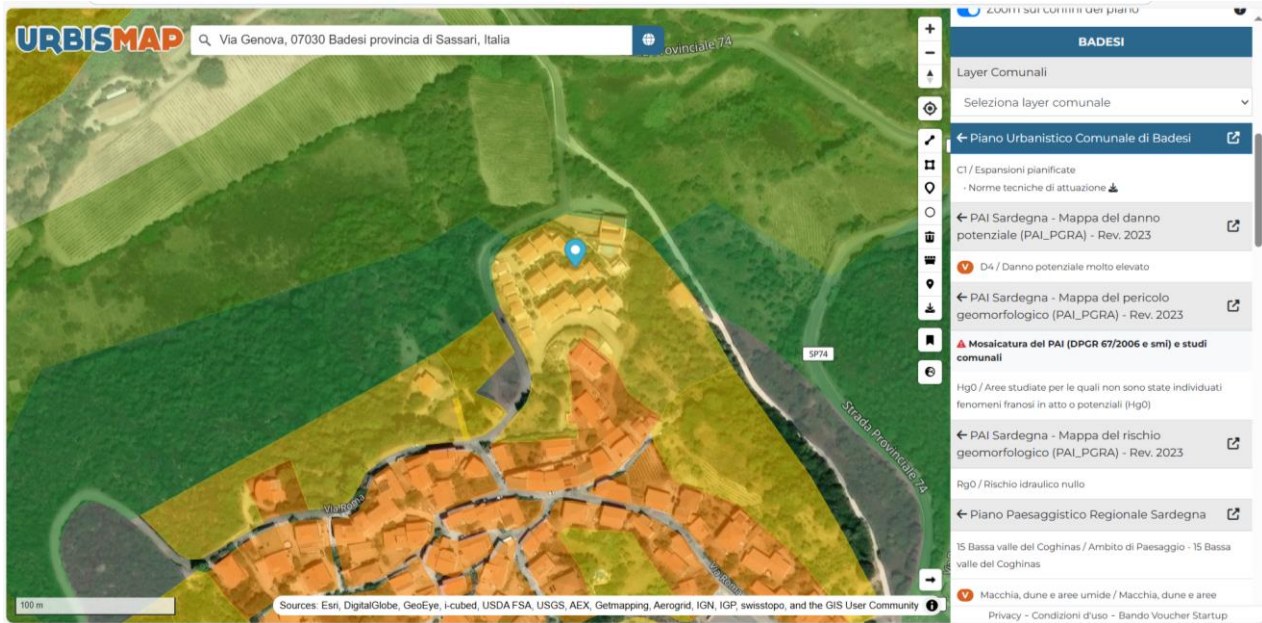 URBISMAP
Via Genova, 07030 Badesi provincia di Sassari, Italia
ovinciale 74
SP74
Strada Provinciale 74
Via Roma
Via Roma
100 m
Sources: Esri, DigitalGlobe, GeoEye, i-cubed, USDA FSA, USGS, AEX, Getmapping, Aerogrid, IGN, IGP, swisstopo, and the GIS User Community
Zoom sui confini del piano
BADESI
Layer Comunali
Seleziona layer comunale
Piano Urbanistico Comunale di Badesi
C1 / Espansioni pianificate
- Norme tecniche di attuazione
PAI Sardegna - Mappa del danno
potenziale (PAI_PGRA) - Rev. 2023
V D4 / Danno potenziale molto elevato
PAI Sardegna - Mappa del pericolo
geomorfologico (PAI_PGRA) - Rev. 2023
Mosaicatura del PAI (DPGR 67/2006 e smi) e studi
comunali
Hg0 / Aree studiate per le quali non sono state individuati
fenomeni franosi in atto o potenziali (Hg0)
PAI Sardegna - Mappa del rischio
geomorfologico (PAI_PGRA) - Rev. 2023
Rg0 / Rischio idraulico nullo
Piano Paesaggistico Regionale Sardegna
15 Bassa valle del Coghinas / Ambito di Paesaggio - 15 Bassa
valle del Coghinas
V Macchia, dune e aree umide / Macchia, dune e aree
Privacy - Condizioni d'uso - Bando Voucher Startup